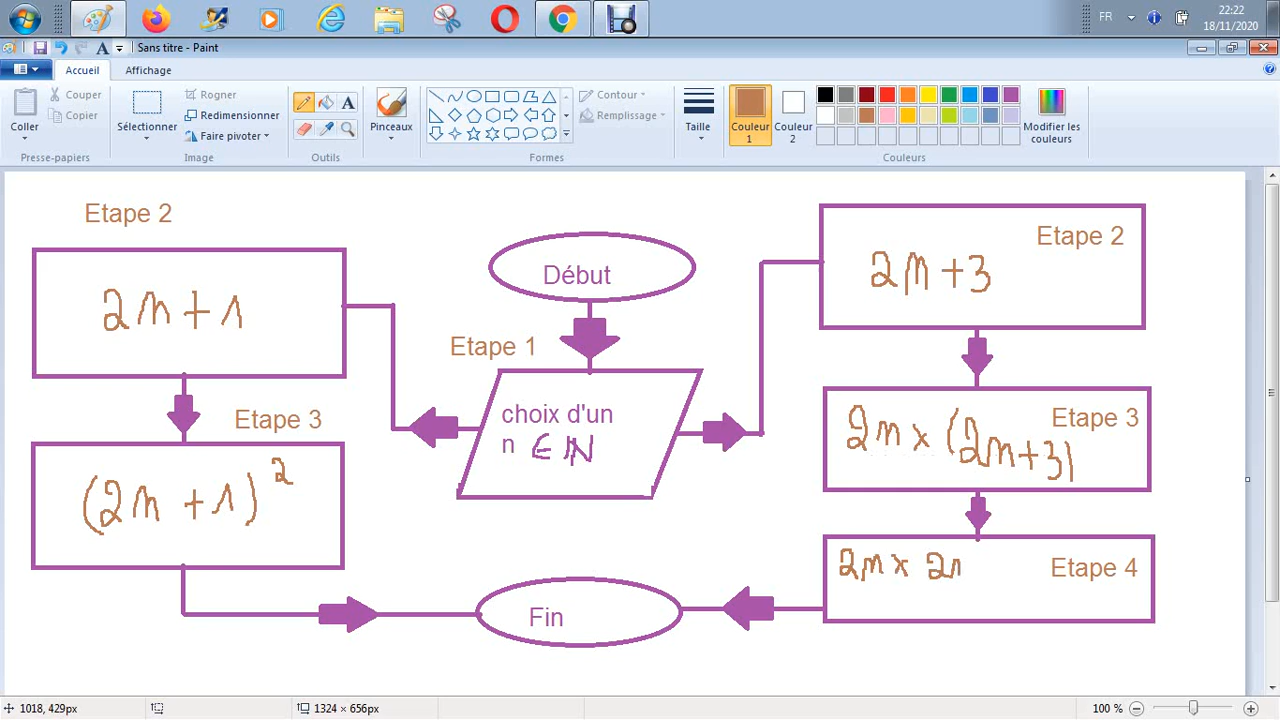 FR
22:22
18/11/2020
Sans titre - Paint
Accueil
Affichage
Coller
Couper
Copier
Presse-papiers
Sélectionner
Rogner
Redimensionner
Faire pivoter
Image
A
Outils
Pinceaux
Formes
Contour
Remplissage
Taille
Couleur
1
Couleur
2
Couleurs
Modifier les
couleurs
Etape 2
2n + 1
Etape 3
(2n + 1)²
Début
Etape 1
choix d'un
n ∈ ℕ
Fin
Etape 2
2n + 3
Etape 3
2n x (2n+3)
Etape 4
2n x 2n
1018, 429px
1324 × 656px
100 %